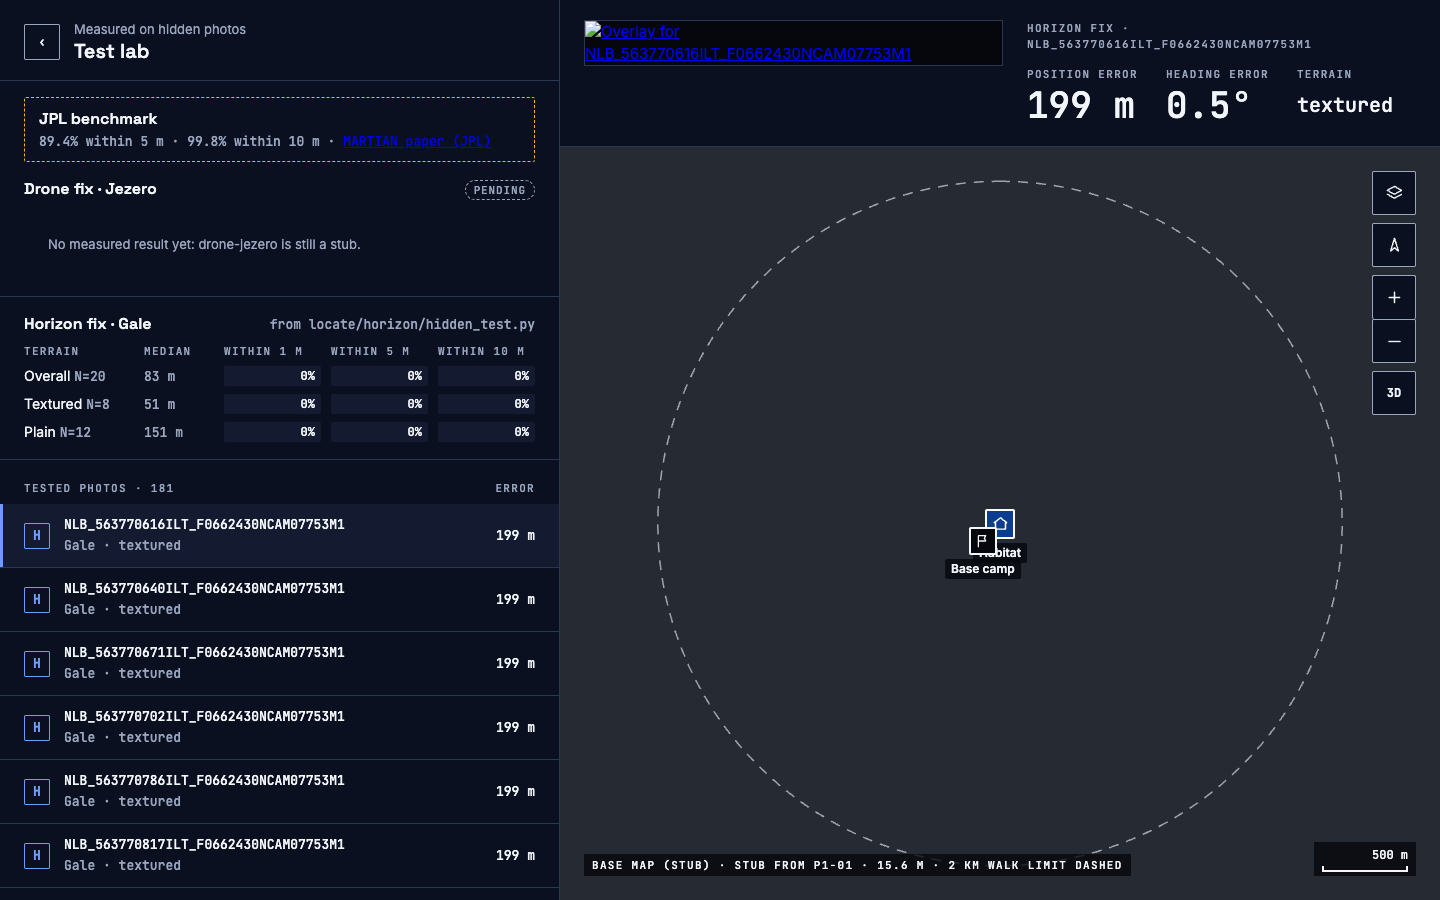 Measured on hidden photos
Test lab
JPL benchmark
89.4% within 5 m · 99.8% within 10 m · MARTIAN paper (JPL)
Drone fix · Jezero
PENDING
No measured result yet: drone-jezero is still a stub.
Horizon fix · Gale
from locate/horizon/hidden_test.py
TERRAIN MEDIAN WITHIN 1 M WITHIN 5 M WITHIN 10 M
Overall N=20 83 m 0% 0% 0%
Textured N=8 51 m 0% 0% 0%
Plain N=12 151 m 0% 0% 0%
TESTED PHOTOS · 181 ERROR
H NLB_563770616ILT_F0662430NCAM07753M1 199 m
Gale · textured
H NLB_563770640ILT_F0662430NCAM07753M1 199 m
Gale · textured
H NLB_563770671ILT_F0662430NCAM07753M1 199 m
Gale · textured
H NLB_563770702ILT_F0662430NCAM07753M1 199 m
Gale · textured
H NLB_563770786ILT_F0662430NCAM07753M1 199 m
Gale · textured
H NLB_563770817ILT_F0662430NCAM07753M1 199 m
Gale · textured
Overlay for
NLB_563770616ILT_F0662430NCAM07753M1
HORIZON FIX ·
NLB_563770616ILT_F0662430NCAM07753M1
POSITION ERROR HEADING ERROR TERRAIN
199 m 0.5° textured
3D
Habitat
Base camp
BASE MAP (STUB) · STUB FROM P1-01 · 15.6 M · 2 KM WALK LIMIT DASHED
500 m